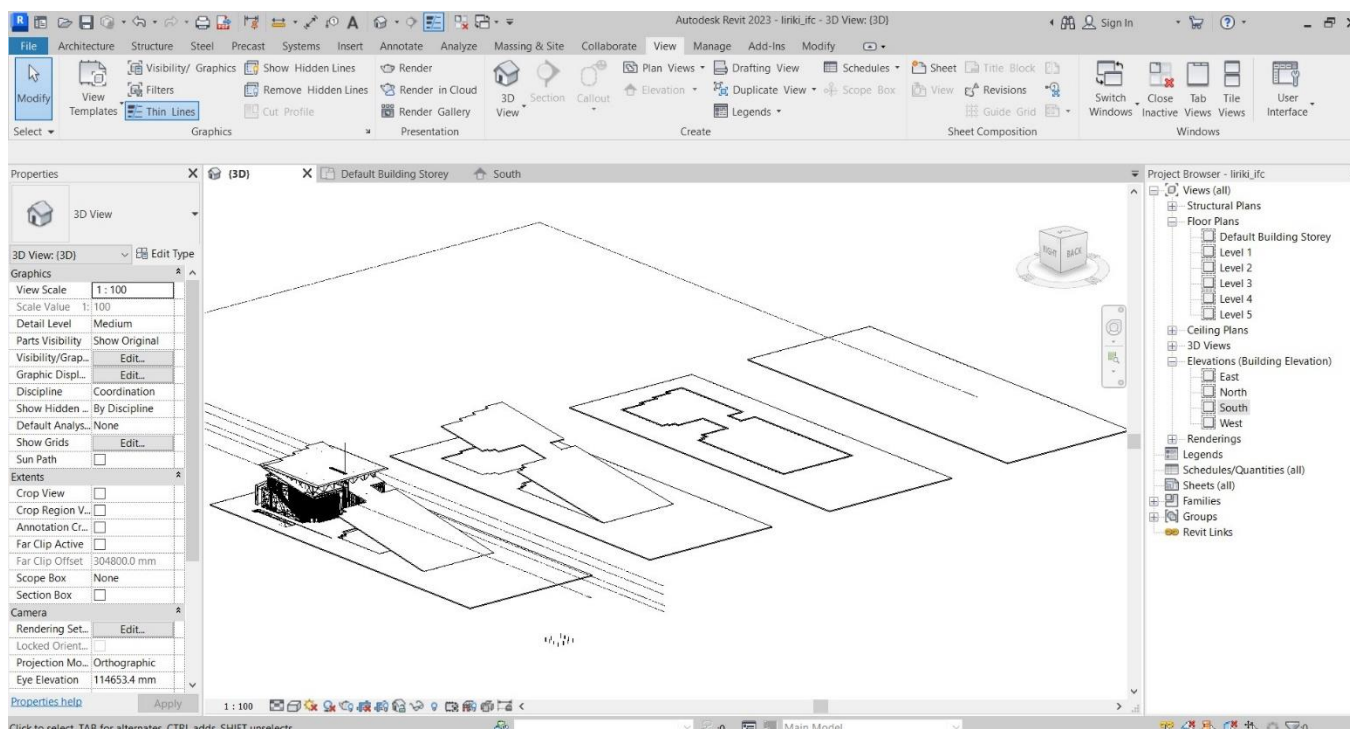 Autodesk Revit 2023 - liriki_ifc - 3D View: {3D}
Sign In
File Architecture Structure Steel Precast Systems Insert Annotate Analyze Massing & Site Collaborate View Manage Add-Ins Modify
Modify
View Templates
Visibility/ Graphics
Filters
Thin Lines
Show Hidden Lines
Remove Hidden Lines
Cut Profile
Render
Render in Cloud
Render Gallery
3D View
Section
Callout
Plan Views
Elevation
Drafting View
Duplicate View
Legends
Schedules
Scope Box
Sheet
View
Title Block
Revisions
Guide Grid
Switch Windows
Close Inactive
Tab Views
Tile Views
User Interface
Select Graphics Presentation Create Sheet Composition Windows
Properties
{3D}
Default Building Storey
South
Project Browser - liriki_ifc
3D View
3D View: {3D} Edit Type
Graphics
View Scale 1 : 100
Scale Value 1: 100
Detail Level Medium
Parts Visibility Show Original
Visibility/Grap... Edit...
Graphic Displ... Edit...
Discipline Coordination
Show Hidden ... By Discipline
Default Analys... None
Show Grids Edit...
Sun Path
Extents
Crop View
Crop Region V...
Annotation Cr...
Far Clip Active
Far Clip Offset 304800.0 mm
Scope Box None
Section Box
Camera
Rendering Set... Edit...
Locked Orient...
Projection Mo... Orthographic
Eye Elevation 114653.4 mm
Properties help Apply
RIGHT BACK
1 : 100
Views (all)
Structural Plans
Floor Plans
Default Building Storey
Level 1
Level 2
Level 3
Level 4
Level 5
Ceiling Plans
3D Views
Elevations (Building Elevation)
East
North
South
West
Renderings
Legends
Schedules/Quantities (all)
Sheets (all)
Families
Groups
Revit Links
Click to select, TAB for alternates, CTRL adds, SHIFT unselects.
:0
Main Model
:0